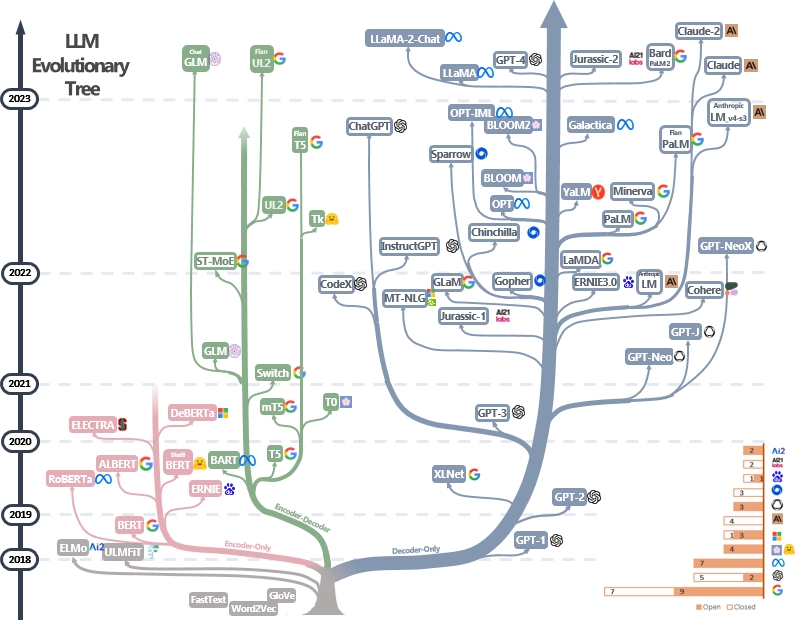 LLM
Evolutionary
Tree
2023
2022
2021
2020
2019
2018
Chat
GLM
Flan
UL2
LLaMA-2-Chat
LLaMA
GPT-4
Jurassic-2
AI21
labs
Bard
PaLM2
Claude-2
A\
Claude
A\
Anthropic
LM_v4-s3
A\
OPT-IML
BLOOM2
Galactica
ChatGPT
Flan
T5
Sparrow
Flan
PaLM
BLOOM
YaLM
Y
Minerva
OPT
UL2
Tk
PaLM
Chinchilla
InstructGPT
GPT-NeoX
ST-MoE
LaMDA
CodeX
GLaM
Gopher
ERNIE3.0
Anthropic
LM
A\
Cohere
MT-NLG
Jurassic-1
AI21
labs
GPT-J
GLM
GPT-Neo
Switch
mT5
T0
DeBERTa
GPT-3
ELECTRA
ALBERT
Distill
BERT
BART
T5
RoBERTa
ERNIE
XLNet
GPT-2
BERT
Encoder-Decoder
Encoder-Only
Decoder-Only
GPT-1
ELMo
Ai2
ULMFiT
FastText
Word2Vec
GloVe
2
Ai2
2
AI21
labs
1
1
3
3
4
A\
1
3
4
7
5
2
7
9
Open
Closed